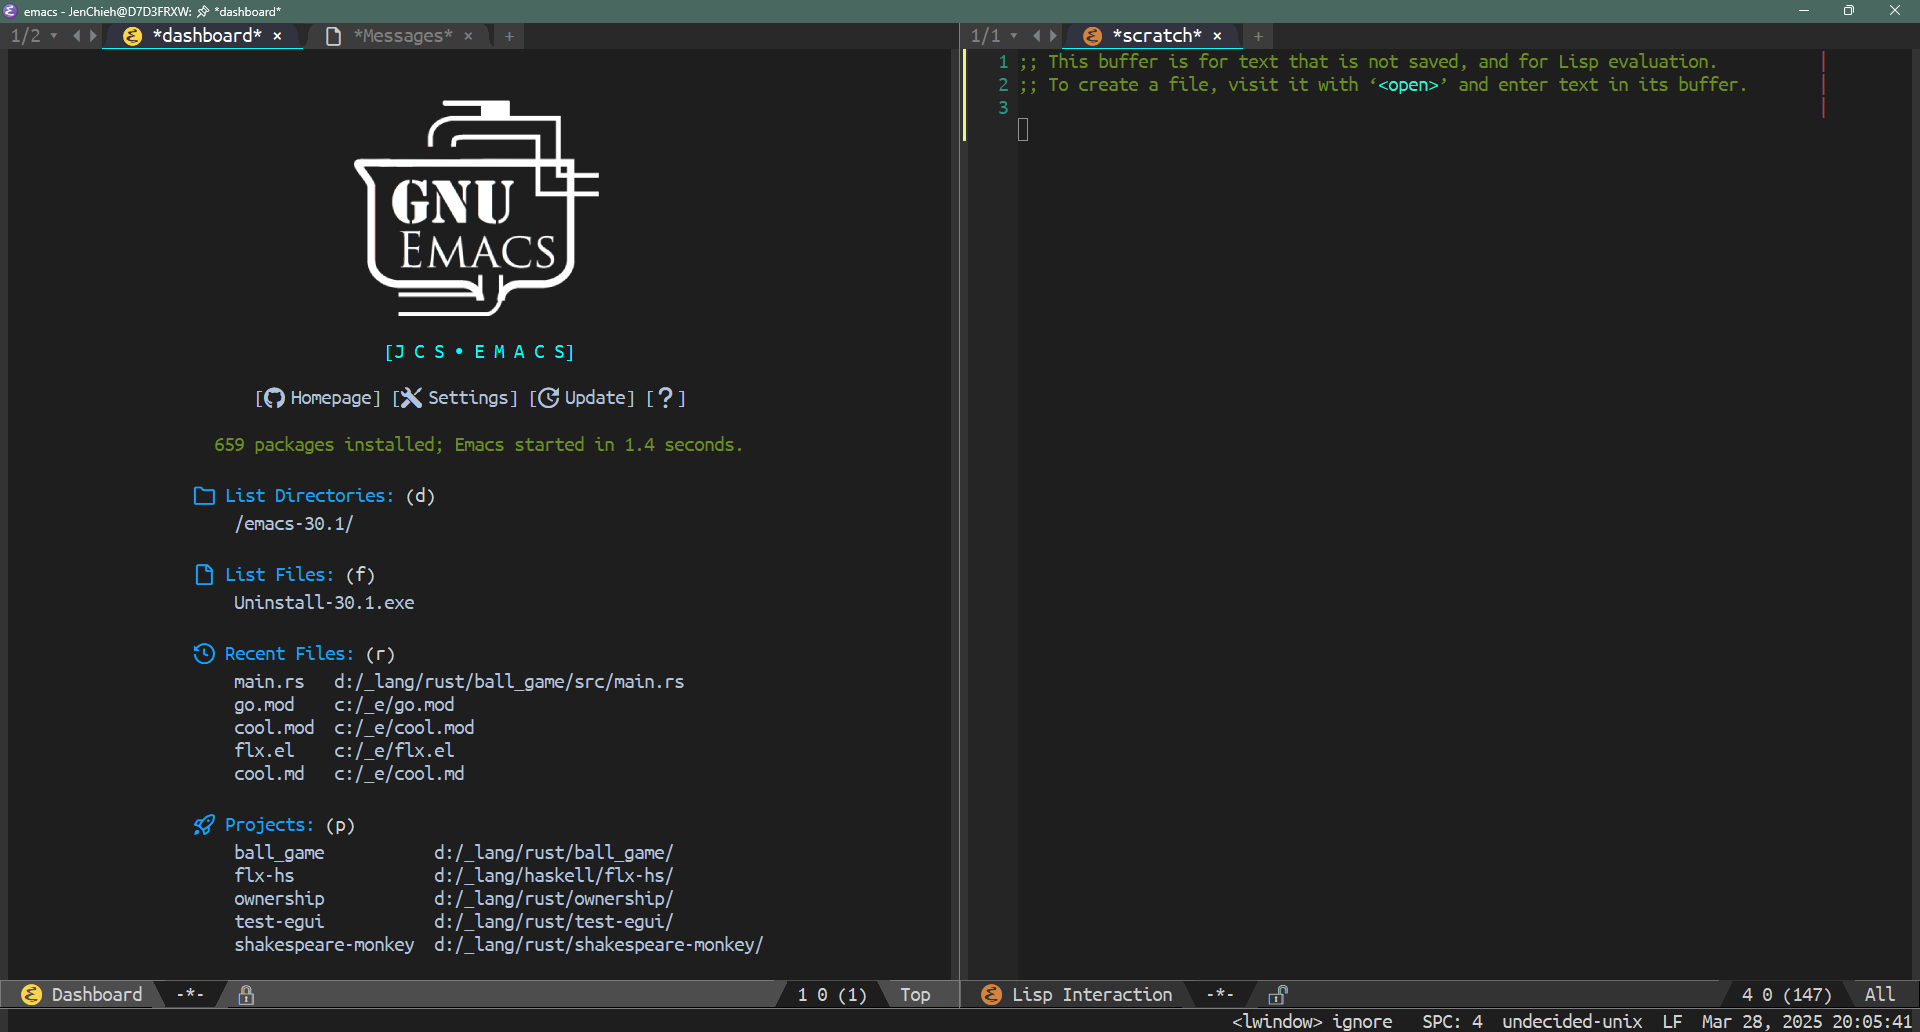 emacs - JenChieh@D7D3FRXW: *dashboard*
1/2 *dashboard* × *Messages* × +
GNU
EMACS
[J C S • E M A C S]
[Homepage] [Settings] [Update] [?]
659 packages installed; Emacs started in 1.4 seconds.
List Directories: (d)
/emacs-30.1/
List Files: (f)
Uninstall-30.1.exe
Recent Files: (r)
main.rs d:/_lang/rust/ball_game/src/main.rs
go.mod c:/_e/go.mod
cool.mod c:/_e/cool.mod
flx.el c:/_e/flx.el
cool.md c:/_e/cool.md
Projects: (p)
ball_game d:/_lang/rust/ball_game/
flx-hs d:/_lang/haskell/flx-hs/
ownership d:/_lang/rust/ownership/
test-egui d:/_lang/rust/test-egui/
shakespeare-monkey d:/_lang/rust/shakespeare-monkey/
Dashboard -*- 1 0 (1) Top
1/1 *scratch* × +
1 ;; This buffer is for text that is not saved, and for Lisp evaluation.
2 ;; To create a file, visit it with ‘<open>’ and enter text in its buffer.
3
Lisp Interaction -*- 4 0 (147) All
<lwindow> ignore SPC: 4 undecided-unix LF Mar 28, 2025 20:05:41